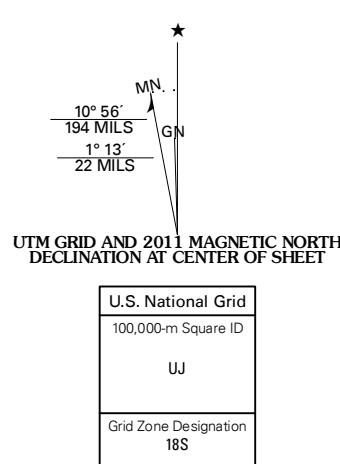 ★
MN
10° 56´
194 MILS
GN
1° 13´
22 MILS
UTM GRID AND 2011 MAGNETIC NORTH
DECLINATION AT CENTER OF SHEET
U.S. National Grid
100,000-m Square ID
UJ
Grid Zone Designation
18S